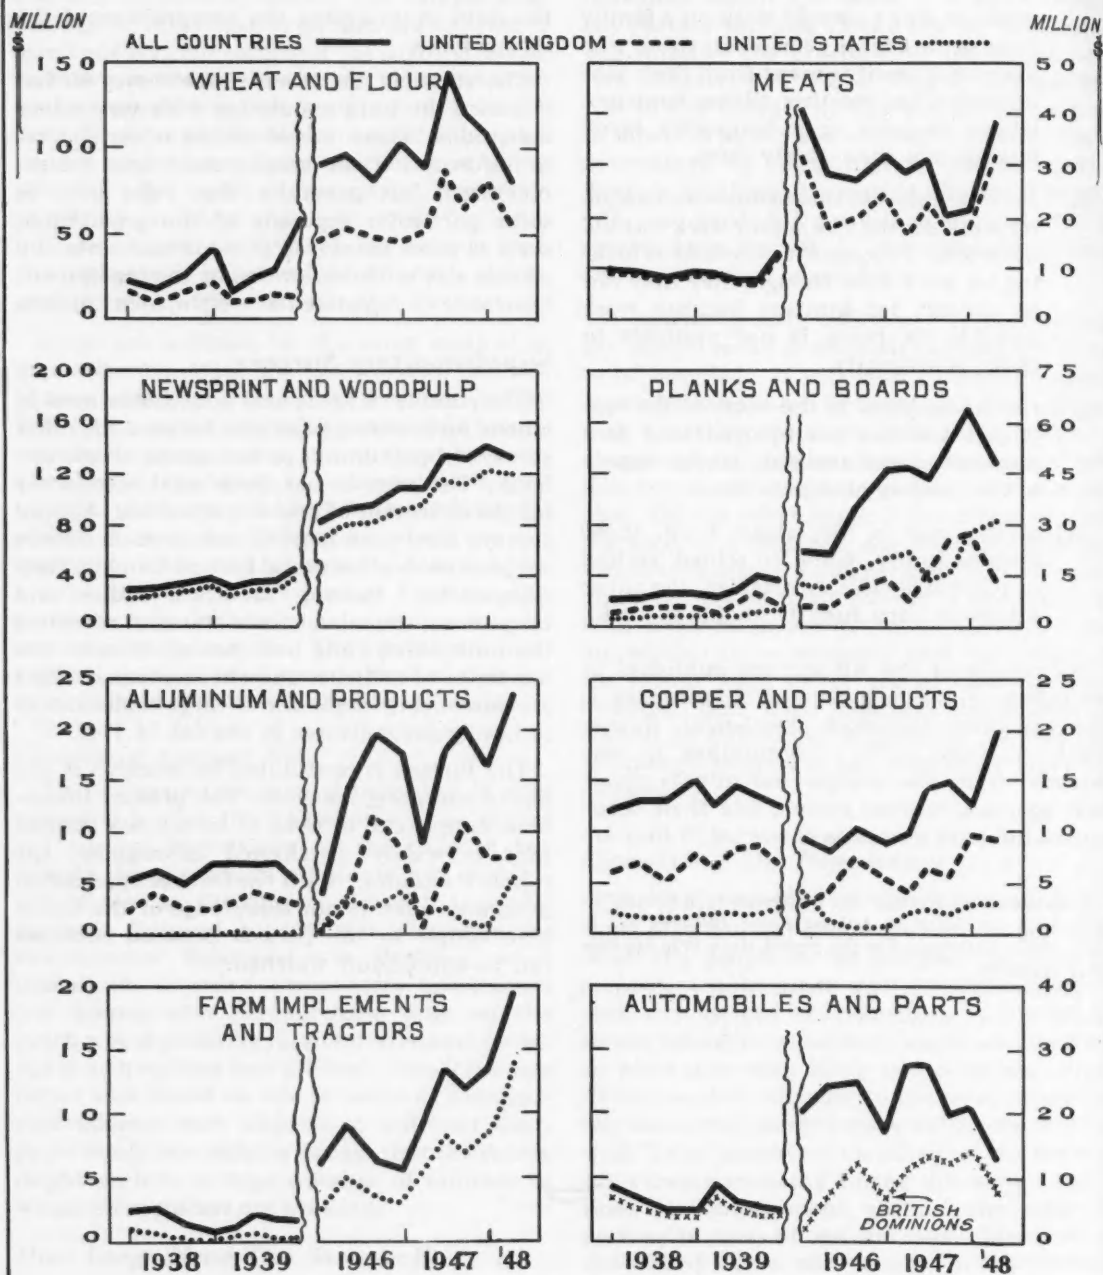 MILLION $ MILLION $
ALL COUNTRIES UNITED KINGDOM UNITED STATES
WHEAT AND FLOUR
150
100
50
0
MEATS
50
40
30
20
10
0
NEWSPRINT AND WOODPULP
200
160
120
80
40
0
PLANKS AND BOARDS
75
60
45
30
15
0
ALUMINUM AND PRODUCTS
25
20
15
10
5
0
COPPER AND PRODUCTS
25
20
15
10
5
0
FARM IMPLEMENTS
AND TRACTORS
20
15
10
5
0
1938 1939 1946 1947 '48
AUTOMOBILES AND PARTS
40
30
20
10
0
BRITISH
DOMINIONS
1938 1939 1946 1947 '48